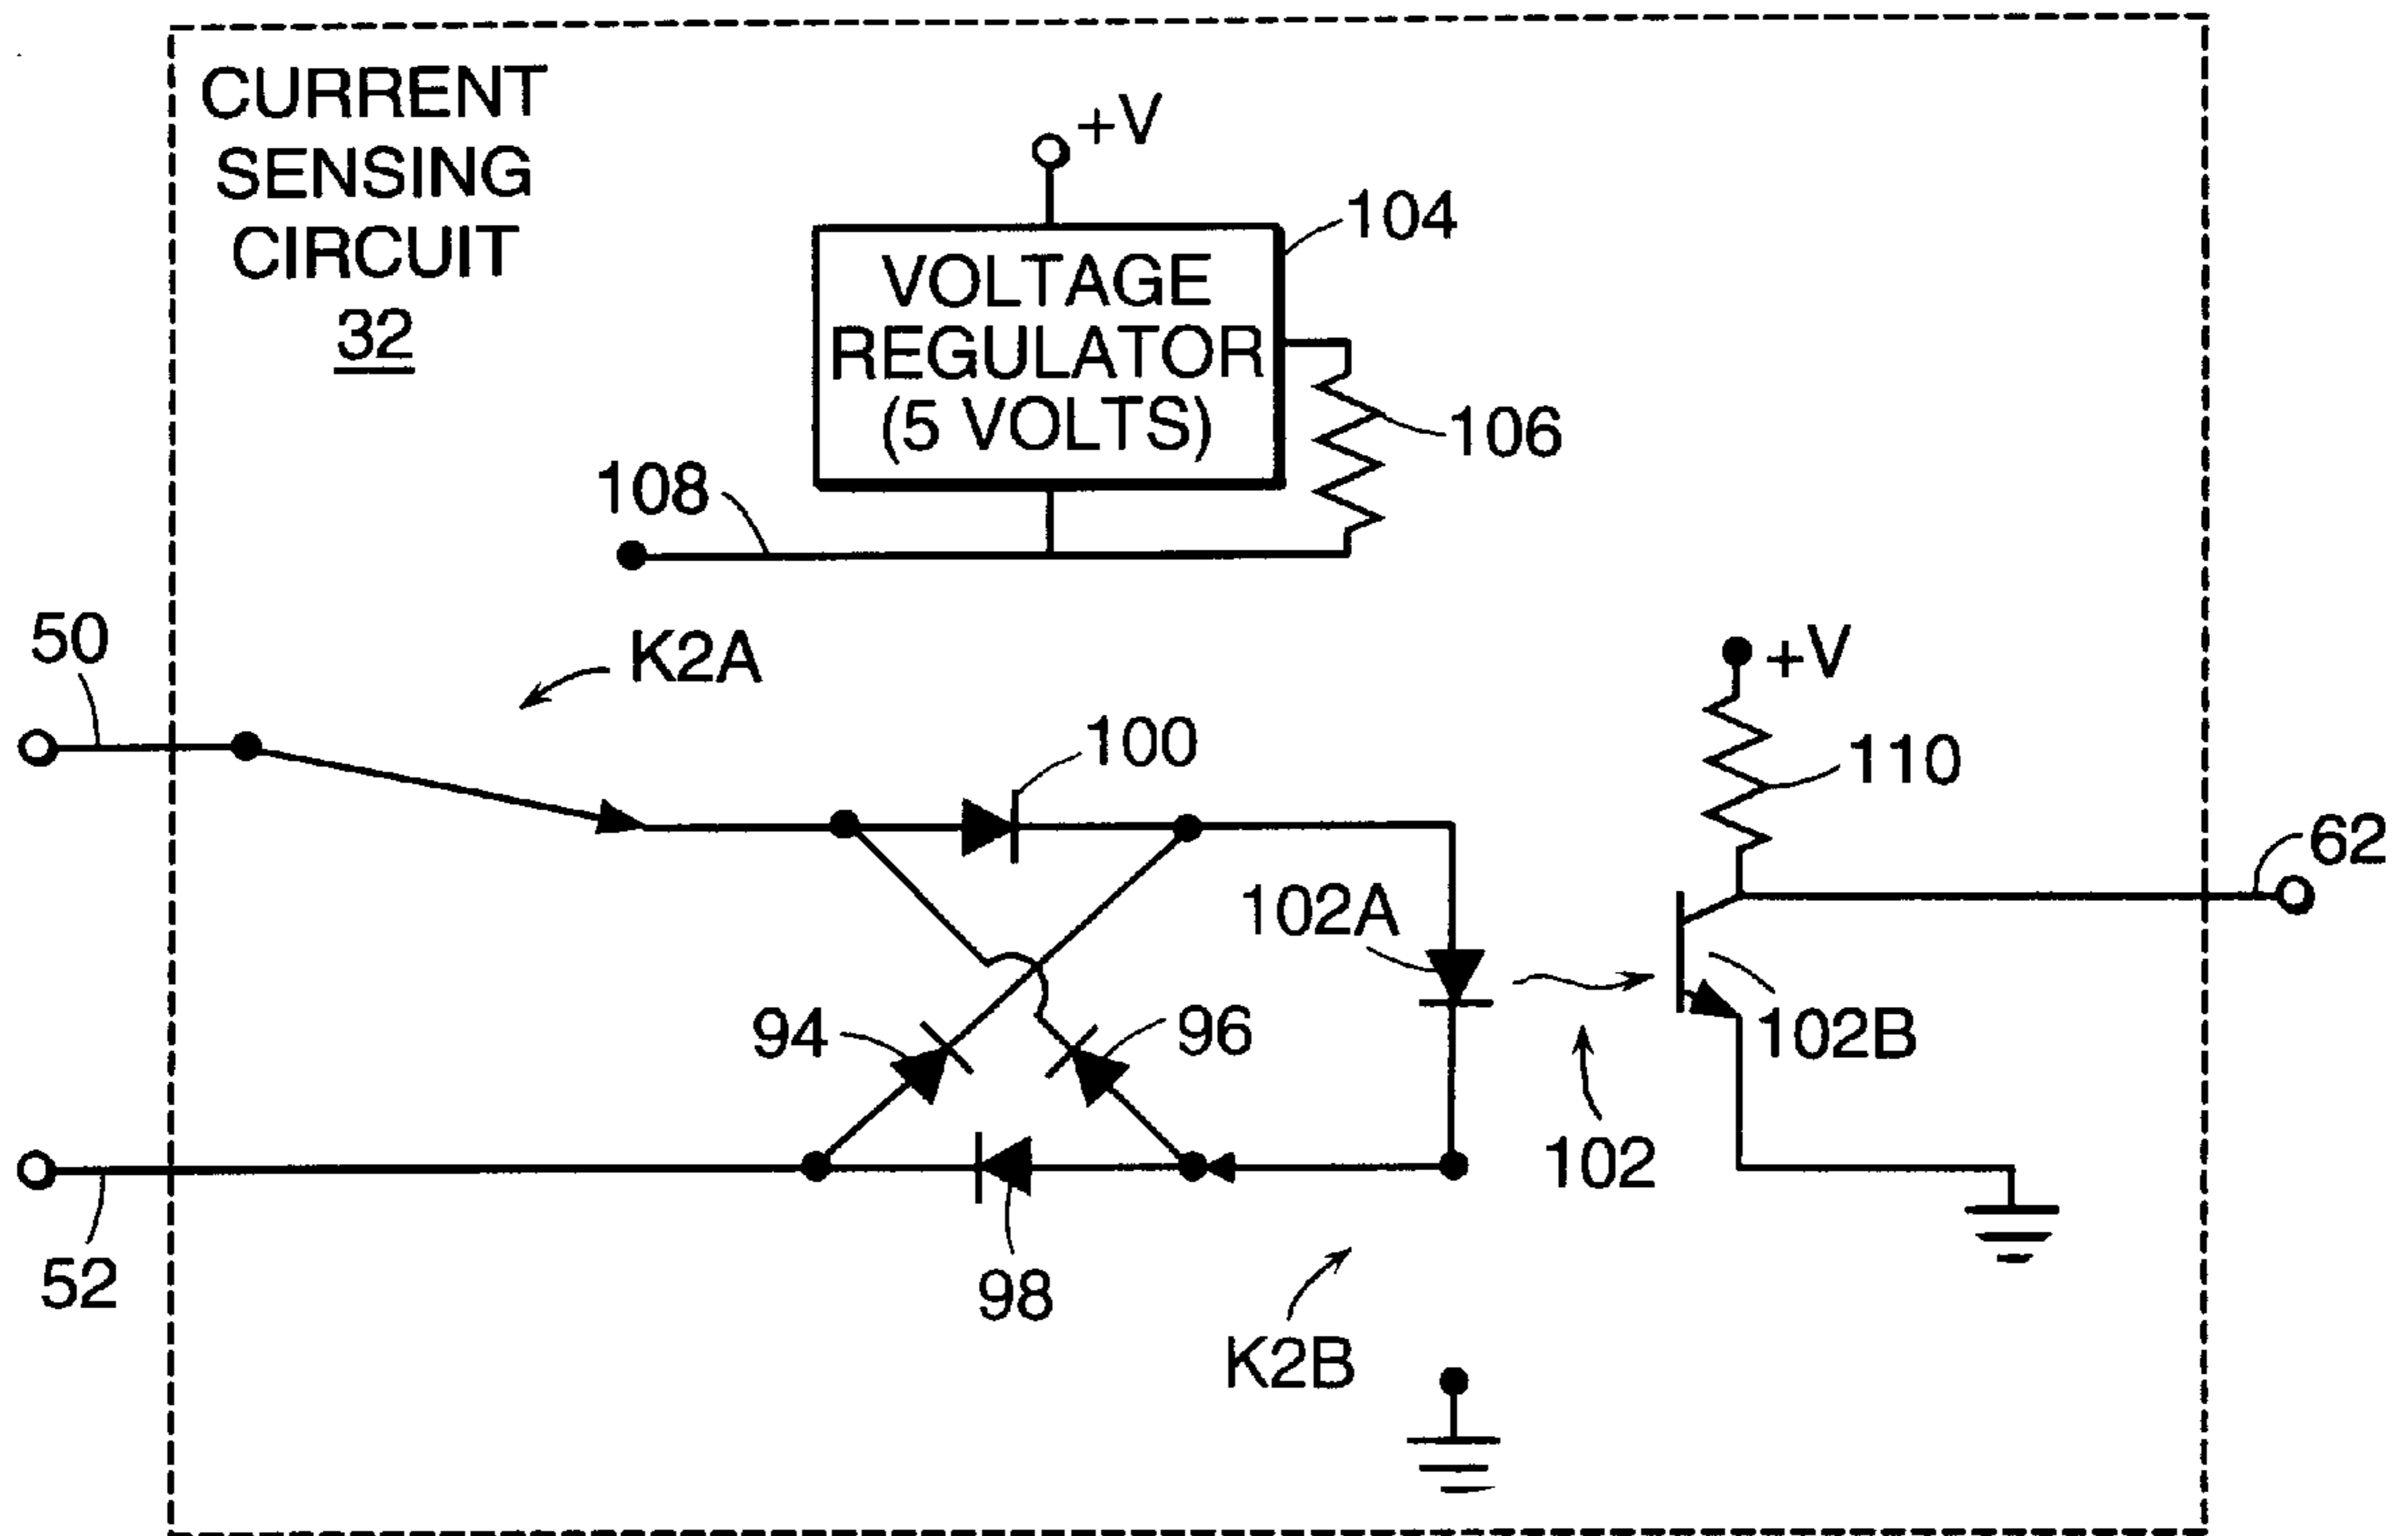 CURRENT
SENSING
CIRCUIT
32
+V
104
VOLTAGE
REGULATOR
(5 VOLTS)
106
108
50
K2A
+V
100
110
62
102A
94
96
102B
102
52
98
K2B